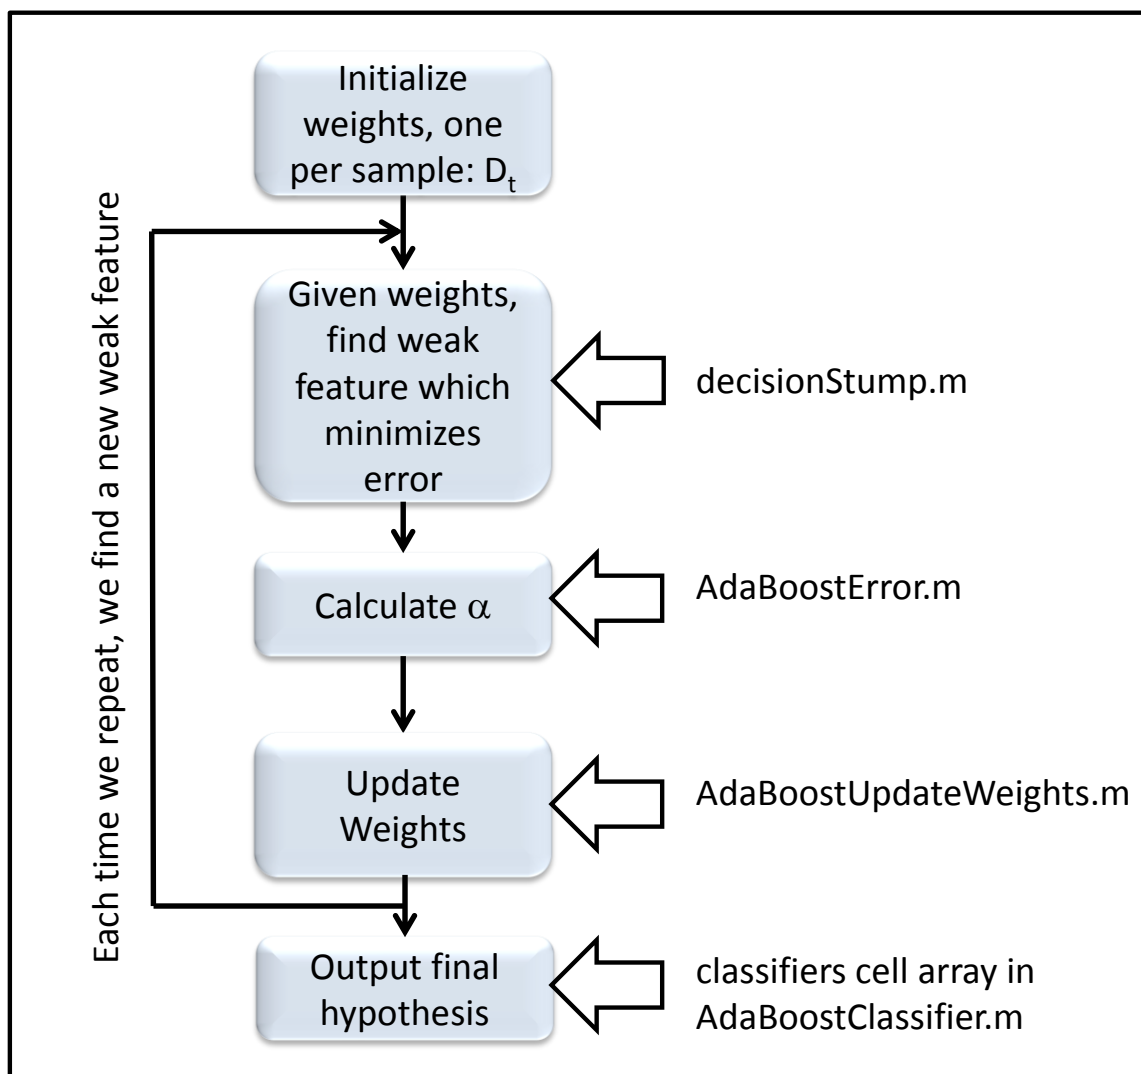 Initialize
weights, one
per sample: Dt
Each time we repeat, we find a new weak feature
Given weights,
find weak
feature which
minimizes
error
decisionStump.m
Calculate α
AdaBoostError.m
Update
Weights
AdaBoostUpdateWeights.m
Output final
hypothesis
classifiers cell array in
AdaBoostClassifier.m